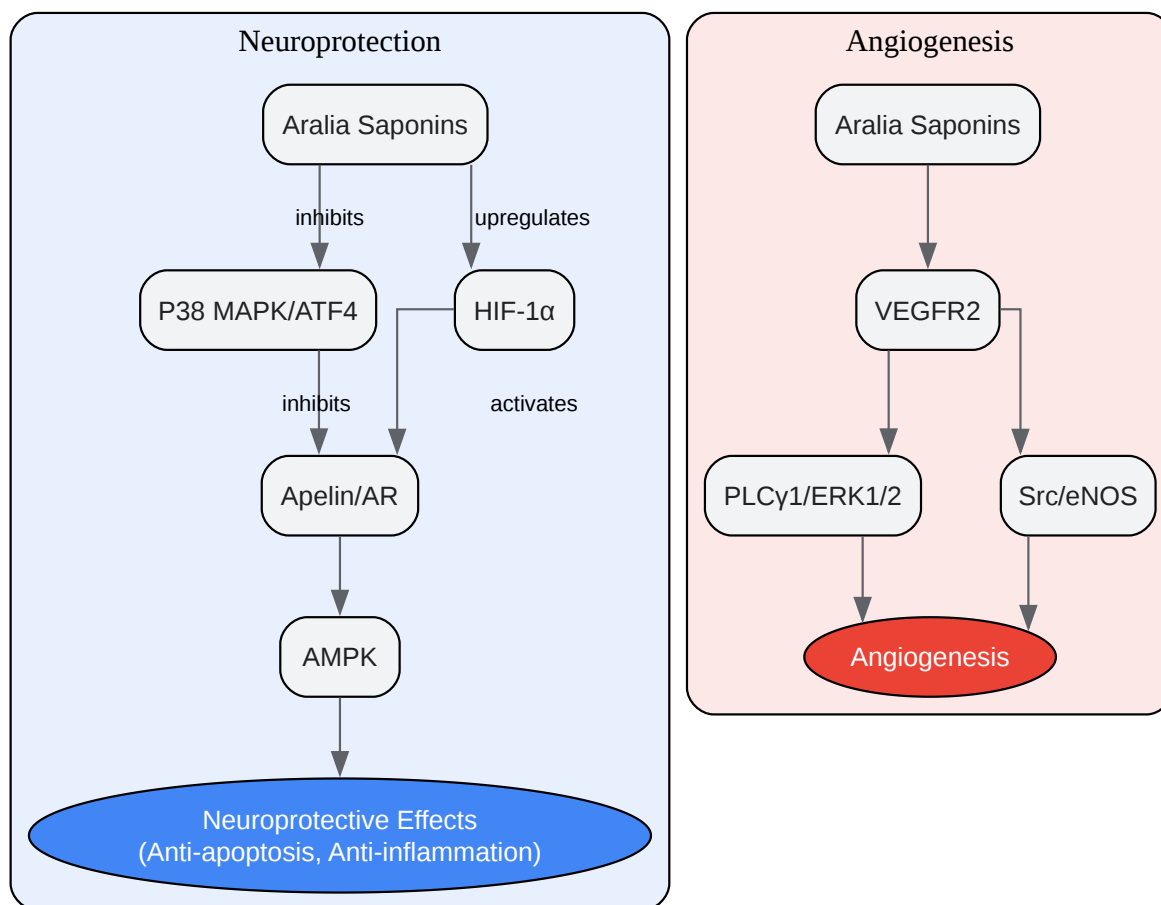 Neuroprotection
Aralia Saponins
inhibits
upregulates
P38 MAPK/ATF4
HIF-1α
inhibits
activates
Apelin/AR
AMPK
Neuroprotective Effects
(Anti-apoptosis, Anti-inflammation)
Angiogenesis
Aralia Saponins
VEGFR2
PLCγ1/ERK1/2
Src/eNOS
Angiogenesis